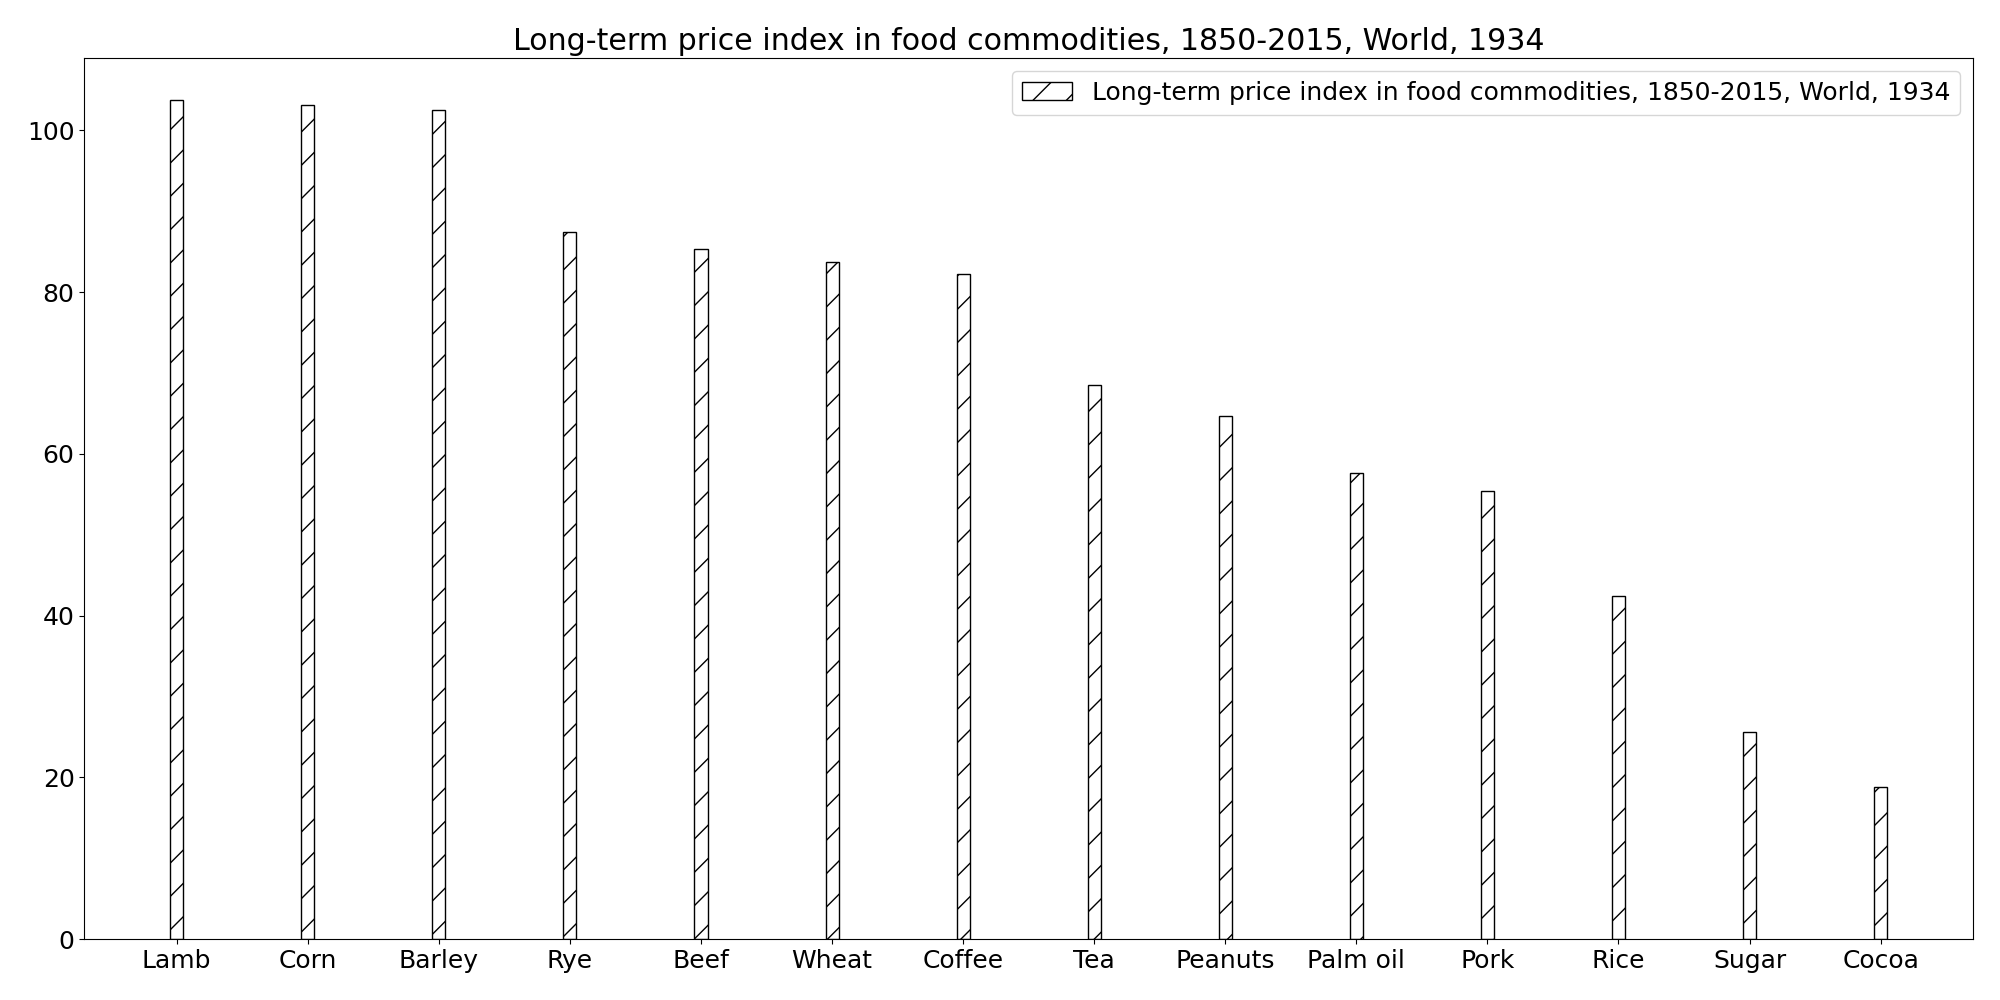 Long-term price index in food commodities, 1850-2015, World, 1934
Long-term price index in food commodities, 1850-2015, World, 1934
100
80
60
40
20
0
Lamb Corn Barley Rye Beef Wheat Coffee Tea Peanuts Palm oil Pork Rice Sugar Cocoa